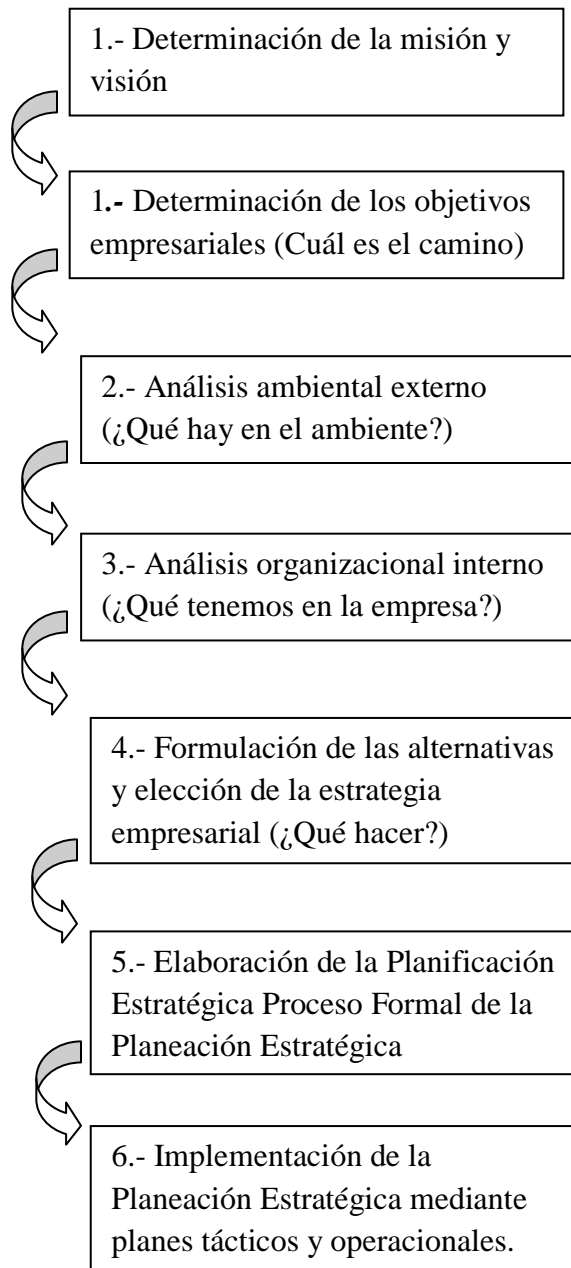 1.- Determinación de la misión y
visión
1.- Determinación de los objetivos
empresariales (Cuál es el camino)
2.- Análisis ambiental externo
(¿Qué hay en el ambiente?)
3.- Análisis organizacional interno
(¿Qué tenemos en la empresa?)
4.- Formulación de las alternativas
y elección de la estrategia
empresarial (¿Qué hacer?)
5.- Elaboración de la Planificación
Estratégica Proceso Formal de la
Planeación Estratégica
6.- Implementación de la
Planeación Estratégica mediante
planes tácticos y operacionales.